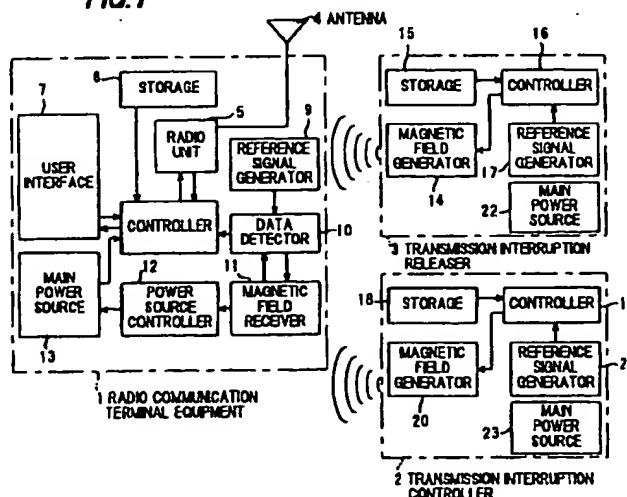 FIG.1
4 ANTENNA
6
STORAGE
7
USER
INTERFACE
5
RADIO
UNIT
9
REFERENCE
SIGNAL
GENERATOR
CONTROLLER
DATA
DETECTOR
10
12
11
MAIN
POWER
SOURCE
13
POWER
SOURCE
CONTROLLER
MAGNETIC
FIELD
RECEIVER
1 RADIO COMMUNICATION
TERMINAL EQUIPMENT
15
16
STORAGE
CONTROLLER
MAGNETIC
FIELD
GENERATOR
14
REFERENCE
SIGNAL
GENERATOR
17
22
MAIN
POWER
SOURCE
3 TRANSMISSION INTERRUPTION
RELEASER
18
STORAGE
CONTROLLER
1
MAGNETIC
FIELD
GENERATOR
20
REFERENCE
SIGNAL
GENERATOR
2
23
MAIN
POWER
SOURCE
2 TRANSMISSION INTERRUPTION
CONTROLLER